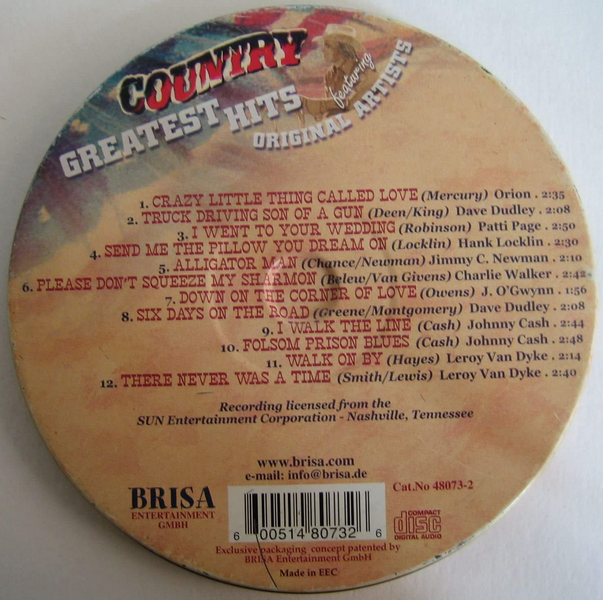 COUNTRY
GREATEST HITS
featuring
ORIGINAL ARTISTS
1. CRAZY LITTLE THING CALLED LOVE (Mercury) Orion . 2:35
2. TRUCK DRIVING SON OF A GUN (Deen/King) Dave Dudley . 2:08
3. I WENT TO YOUR WEDDING (Robinson) Patti Page . 2:50
4. SEND ME THE PILLOW YOU DREAM ON (Locklin) Hank Locklin . 2:30
5. ALLIGATOR MAN (Chance/Newman) Jimmy C. Newman . 2:10
6. PLEASE DON'T SQUEEZE MY SHARMON (Belew/Van Givens) Charlie Walker . 2:42
7. DOWN ON THE CORNER OF LOVE (Owens) J. O'Gwynn . 1:56
8. SIX DAYS ON THE ROAD (Greene/Montgomery) Dave Dudley . 2:08
9. I WALK THE LINE (Cash) Johnny Cash . 2:44
10. FOLSOM PRISON BLUES (Cash) Johnny Cash . 1:48
11. WALK ON BY (Hayes) Leroy Van Dyke . 2:14
12. THERE NEVER WAS A TIME (Smith/Lewis) Leroy Van Dyke . 2:40
Recording licensed from the
SUN Entertainment Corporation - Nashville, Tennessee
www.brisa.com
e-mail: info@brisa.de
Cat.No 48073-2
BRISA
ENTERTAINMENT
GMBH
6 00514 80732 6
COMPACT
disc
DIGITAL AUDIO
Exclusive packaging concept patented by
BRISA Entertainment GmbH
Made in EEC